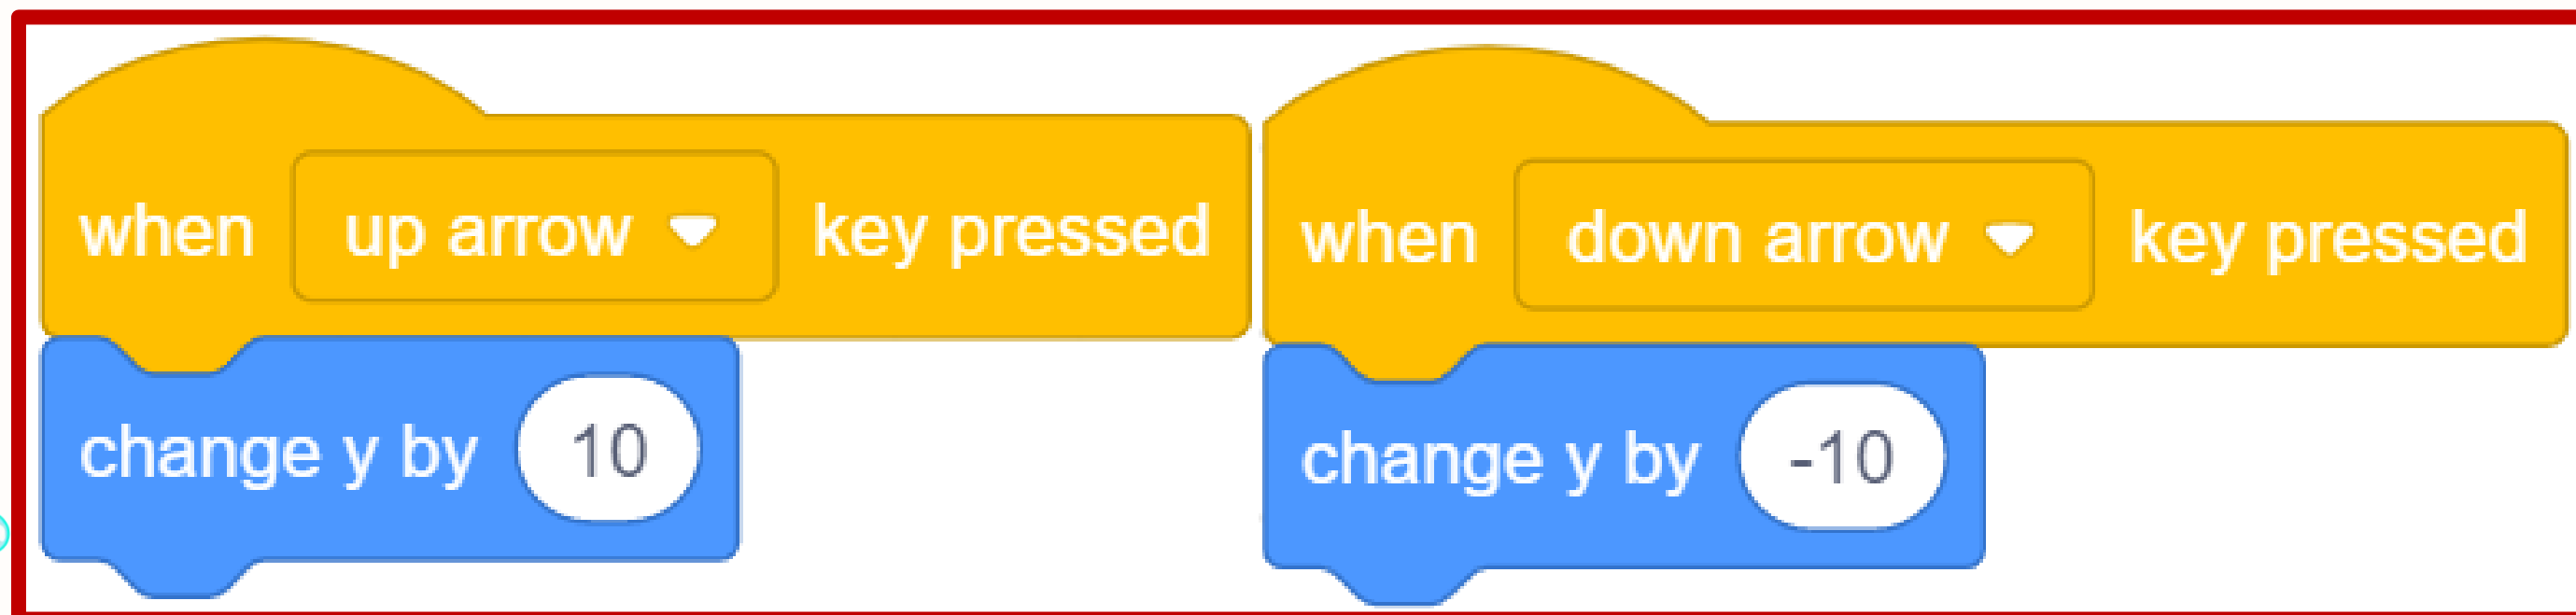 when up arrow key pressed
change y by 10
when down arrow key pressed
change y by -10